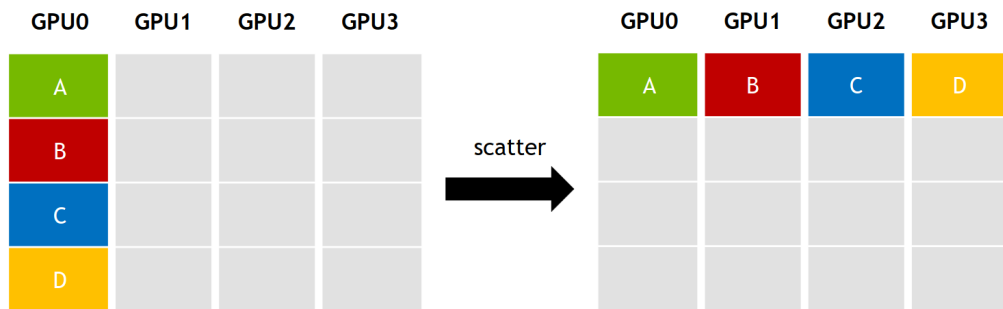 GPU0 GPU1 GPU2 GPU3
A
B
C
D
scatter
GPU0 GPU1 GPU2 GPU3
A B C D